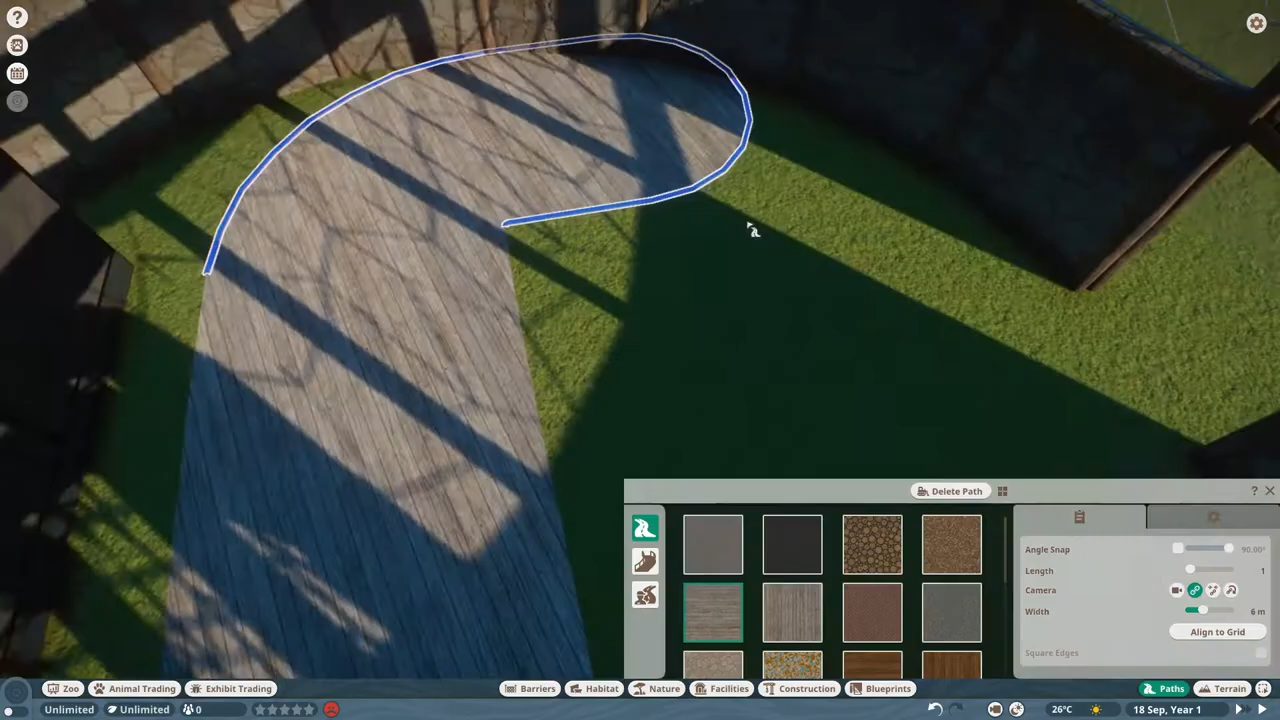 ?
Delete Path
?
Angle Snap 90.00°
Length 1
Camera
Width 6 m
Align to Grid
Square Edges
Zoo Animal Trading Exhibit Trading Barriers Habitat Nature Facilities Construction Blueprints Paths Terrain
Unlimited Unlimited 0 26°C 18 Sep, Year 1